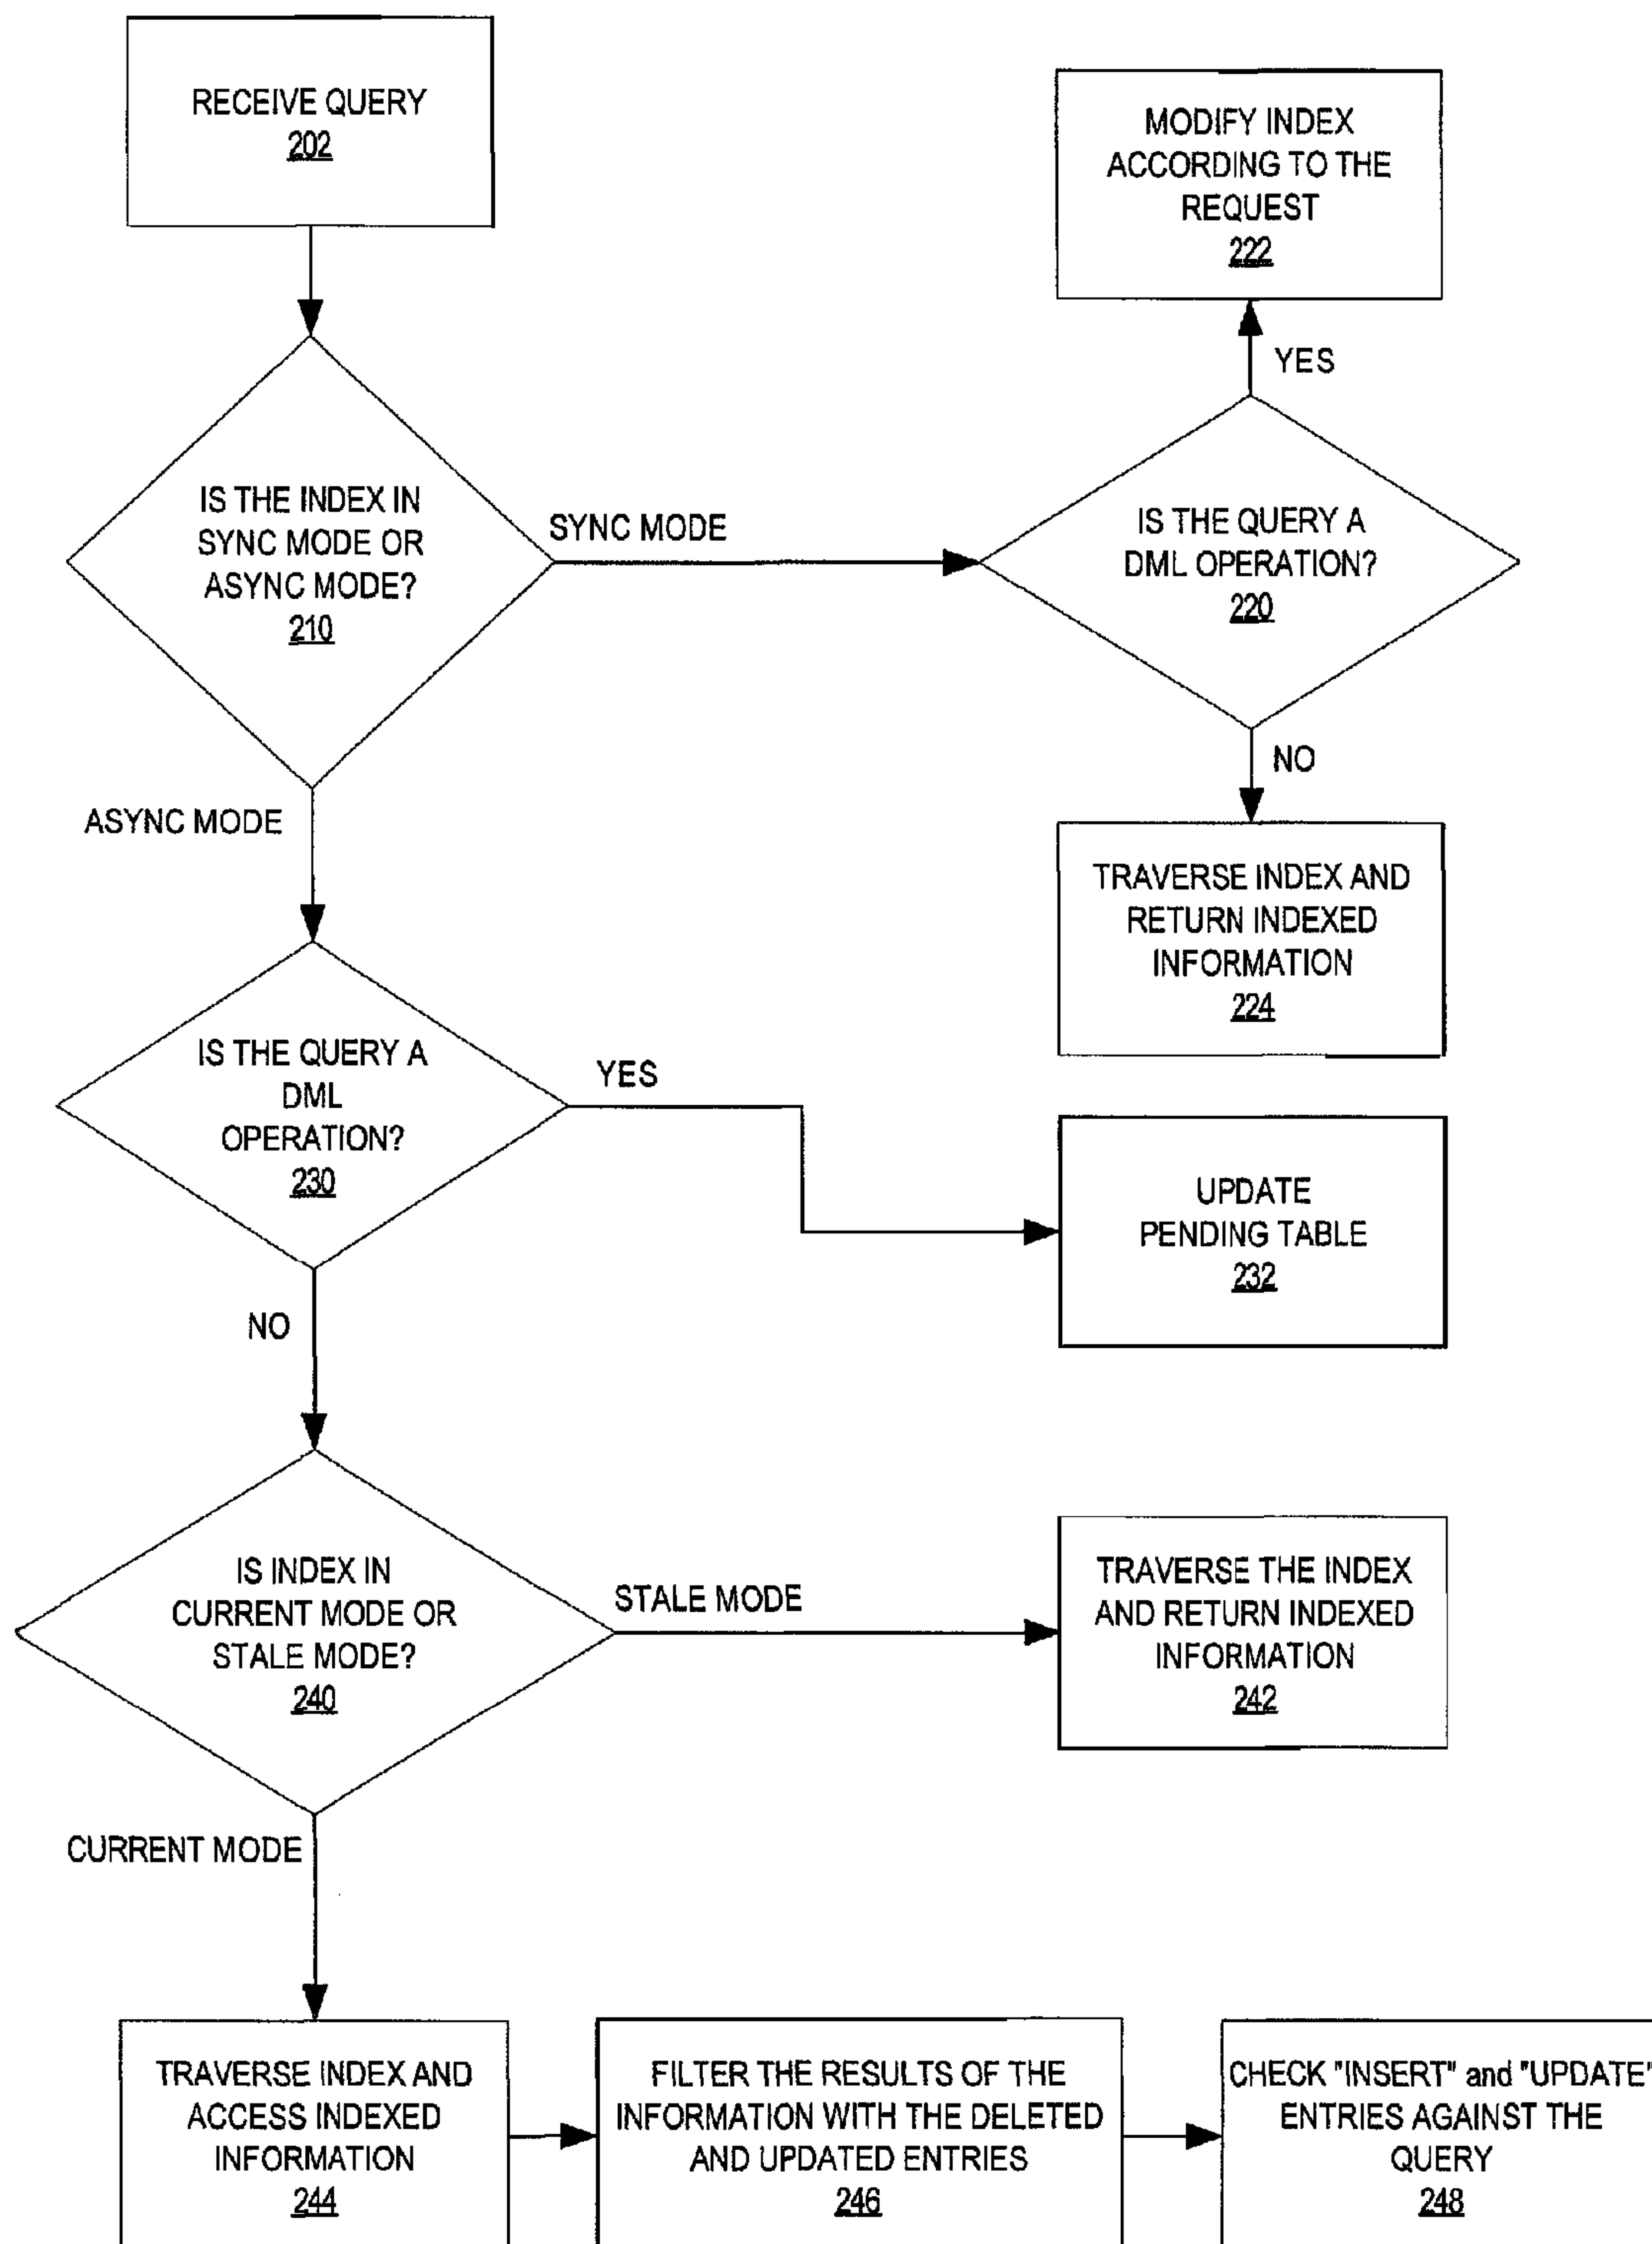 RECEIVE QUERY
202
MODIFY INDEX
ACCORDING TO THE
REQUEST
222
YES
IS THE INDEX IN
SYNC MODE OR
ASYNC MODE?
210
SYNC MODE
IS THE QUERY A
DML OPERATION?
220
NO
ASYNC MODE
TRAVERSE INDEX AND
RETURN INDEXED
INFORMATION
224
IS THE QUERY A
DML
OPERATION?
230
YES
UPDATE
PENDING TABLE
232
NO
IS INDEX IN
CURRENT MODE OR
STALE MODE?
240
STALE MODE
TRAVERSE THE INDEX
AND RETURN INDEXED
INFORMATION
242
CURRENT MODE
TRAVERSE INDEX AND
ACCESS INDEXED
INFORMATION
244
FILTER THE RESULTS OF THE
INFORMATION WITH THE DELETED
AND UPDATED ENTRIES
246
CHECK "INSERT" and "UPDATE"
ENTRIES AGAINST THE
QUERY
248